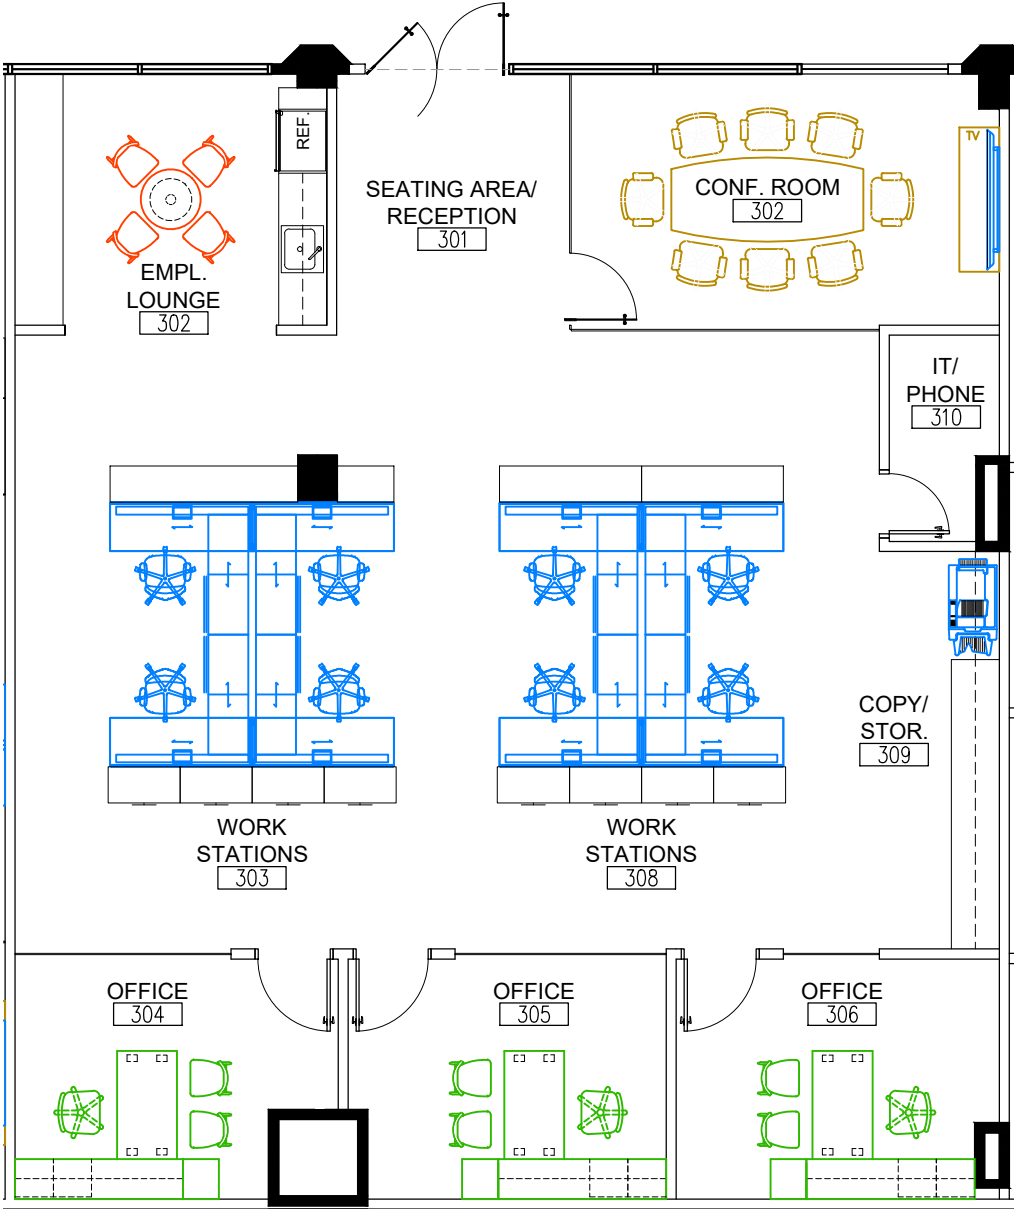 REF.
TV
SEATING AREA/
RECEPTION
301
CONF. ROOM
302
EMPL.
LOUNGE
302
IT/
PHONE
310
COPY/
STOR.
309
WORK
STATIONS
303
WORK
STATIONS
308
OFFICE
304
OFFICE
305
OFFICE
306